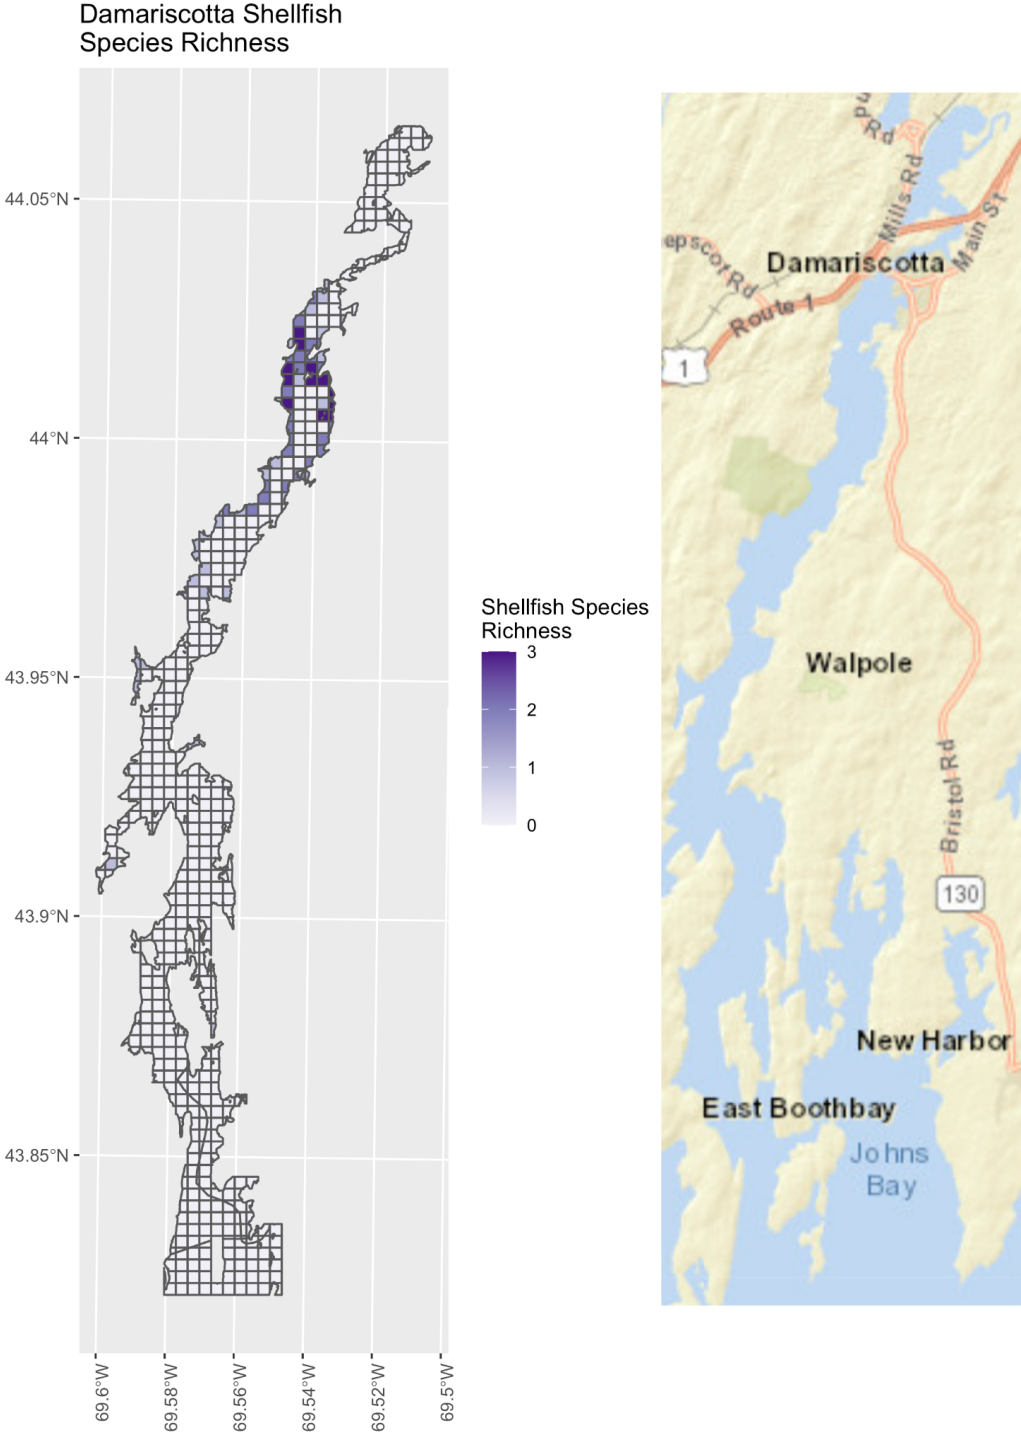 Damariscotta Shellfish
Species Richness
44.05°N
44°N
43.95°N
43.9°N
43.85°N
69.6°W
69.58°W
69.56°W
69.54°W
69.52°W
69.5°W
Shellfish Species
Richness
3
2
1
0
Rd
Mills Rd
Main St
epscot Rd
Damariscotta
Route 1
1
Walpole
Bristol Rd
130
New Harbor
East Boothbay
Johns
Bay